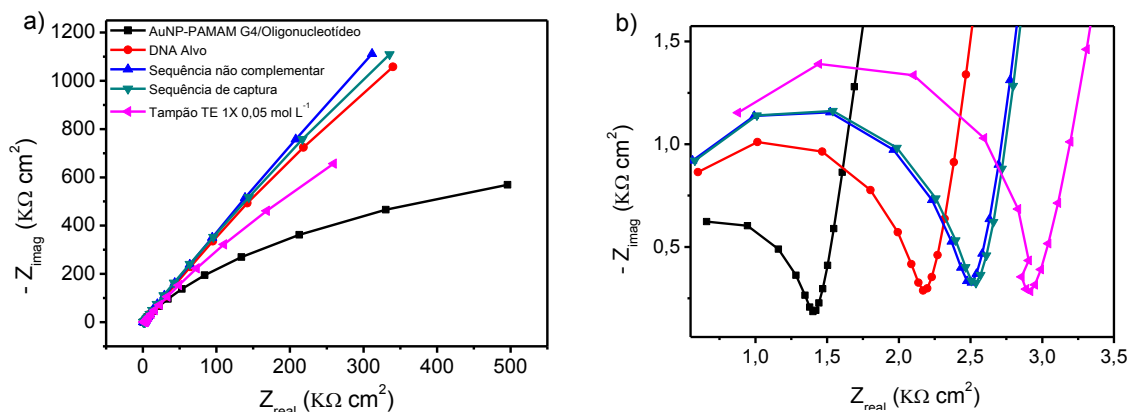 a)
1200
1000
800
600
400
200
0
- Z_imag (KΩ cm²)
0 100 200 300 400 500
Z_real (KΩ cm²)
AuNP-PAMAM G4/Oligonucleotídeo
DNA Alvo
Sequência não complementar
Sequência de captura
Tampão TE 1X 0,05 mol L⁻¹
b)
1,5
1,0
0,5
- Z_imag (KΩ cm²)
1,0 1,5 2,0 2,5 3,0 3,5
Z_real (KΩ cm²)